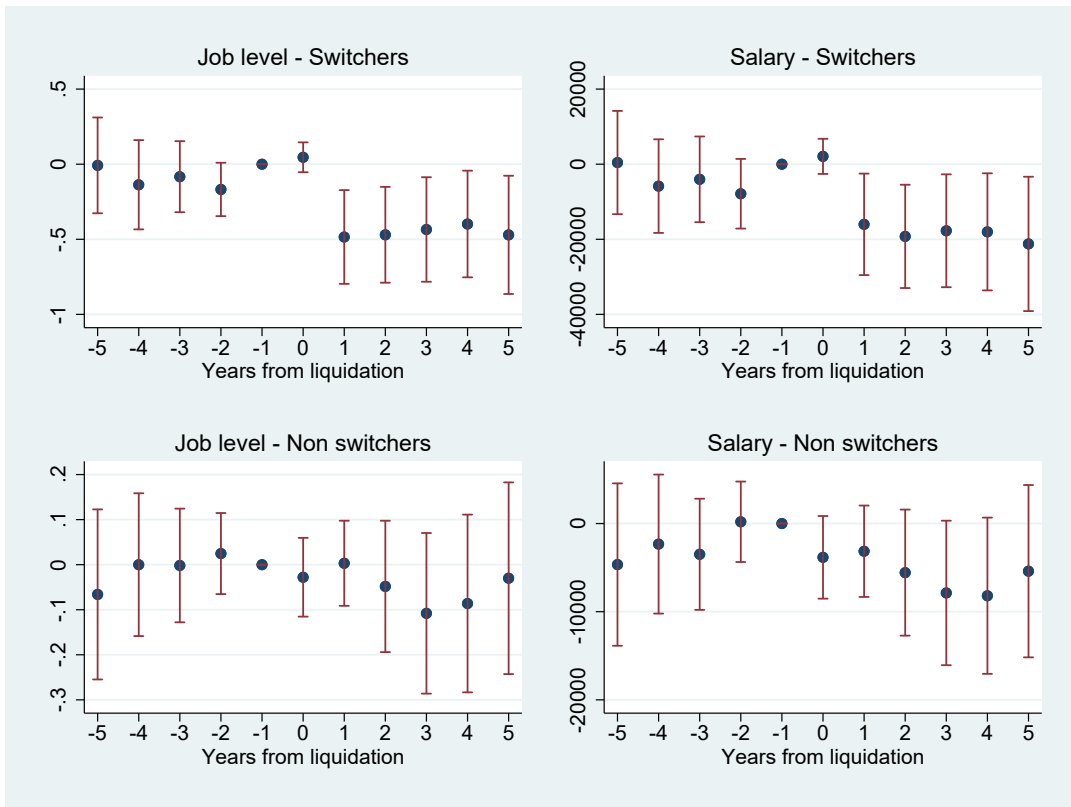 Job level - Switchers
.5
0
-.5
-1
-5 -4 -3 -2 -1 0 1 2 3 4 5
Years from liquidation
Salary - Switchers
20000
0
-20000
-40000
-5 -4 -3 -2 -1 0 1 2 3 4 5
Years from liquidation
Job level - Non switchers
.2
.1
0
-.1
-.2
-.3
-5 -4 -3 -2 -1 0 1 2 3 4 5
Years from liquidation
Salary - Non switchers
0
-10000
-20000
-5 -4 -3 -2 -1 0 1 2 3 4 5
Years from liquidation